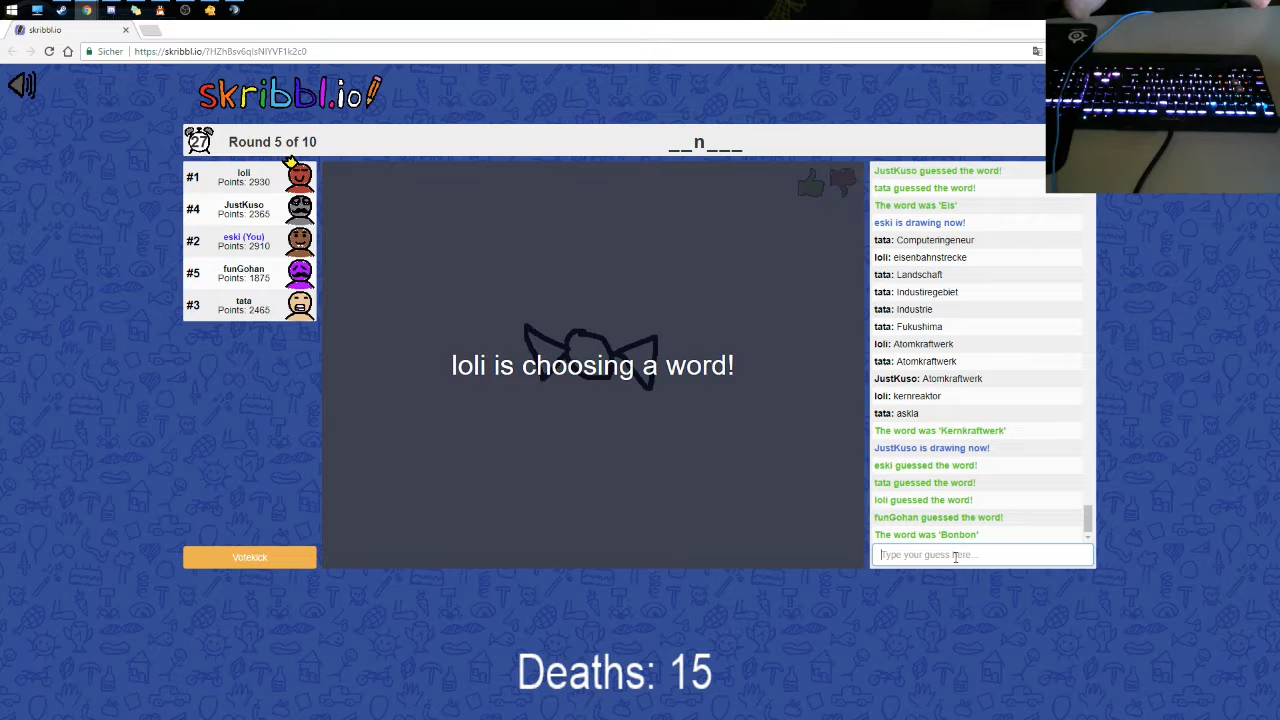 skribbl.io
Sicher
https://skribbl.io/?HZhBsv6qIsNlYVF1k2c0
skribbl.io
27
Round 5 of 10
__n___
#1
loli
Points: 2930
#4
JustKuso
Points: 2365
#2
eski (You)
Points: 2910
#5
funGohan
Points: 1875
#3
tata
Points: 2465
Votekick
loli is choosing a word!
JustKuso guessed the word!
tata guessed the word!
The word was 'Eis'
eski is drawing now!
tata: Computeringeneur
loli: eisenbahnstrecke
tata: Landschaft
tata: Industiregebiet
tata: Industrie
tata: Fukushima
loli: Atomkraftwerk
tata: Atomkraftwerk
JustKuso: Atomkraftwerk
loli: kernreaktor
tata: askla
The word was 'Kernkraftwerk'
JustKuso is drawing now!
eski guessed the word!
tata guessed the word!
loli guessed the word!
funGohan guessed the word!
The word was 'Bonbon'
Type your guess here...
Deaths: 15